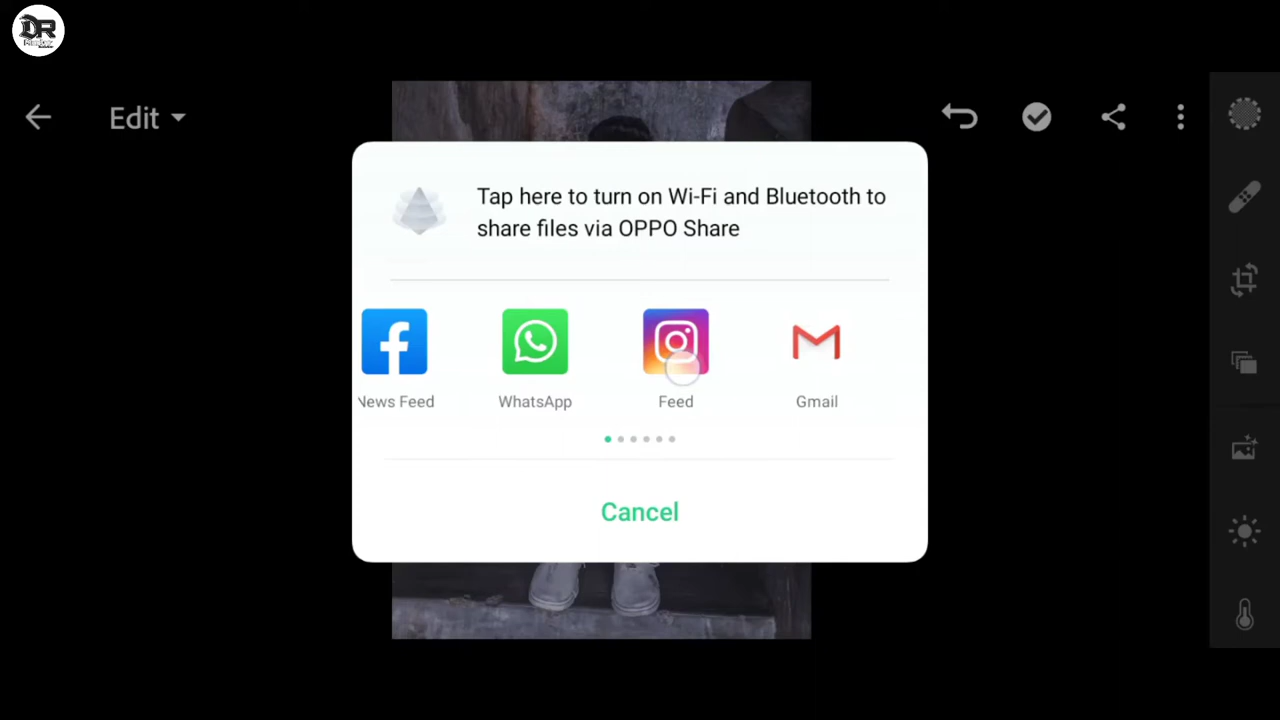 DR
Edit
Tap here to turn on Wi-Fi and Bluetooth to
share files via OPPO Share
News Feed
WhatsApp
Feed
Gmail
Cancel